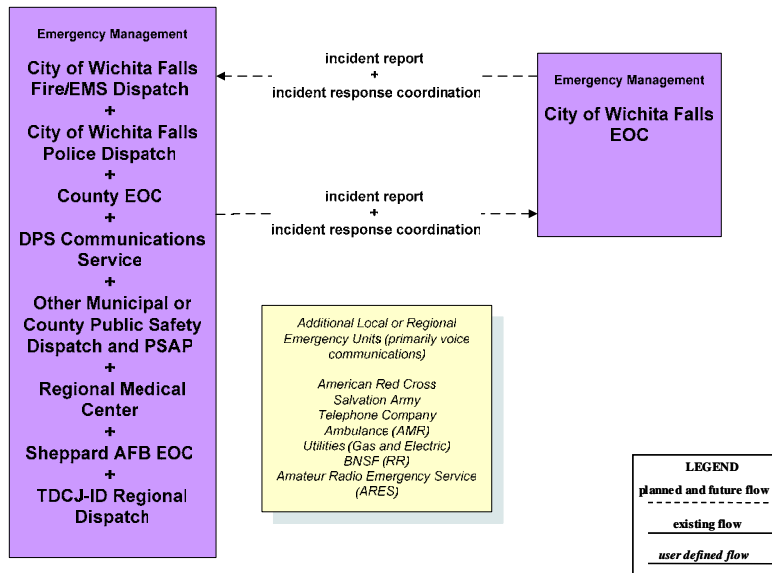 Emergency Management
City of Wichita Falls
Fire/EMS Dispatch
+
City of Wichita Falls
Police Dispatch
+
County EOC
+
DPS Communications
Service
+
Other Municipal or
County Public Safety
Dispatch and PSAP
+
Regional Medical
Center
+
Sheppard AFB EOC
+
TDCJ-ID Regional
Dispatch
incident report
+
incident response coordination
Emergency Management
City of Wichita Falls
EOC
incident report
+
incident response coordination
Additional Local or Regional
Emergency Units (primarily voice
communications)
American Red Cross
Salvation Army
Telephone Company
Ambulance (AMR)
Utilities (Gas and Electric)
BNSF (RR)
Amateur Radio Emergency Service
(ARES)
LEGEND
planned and future flow
existing flow
user defined flow